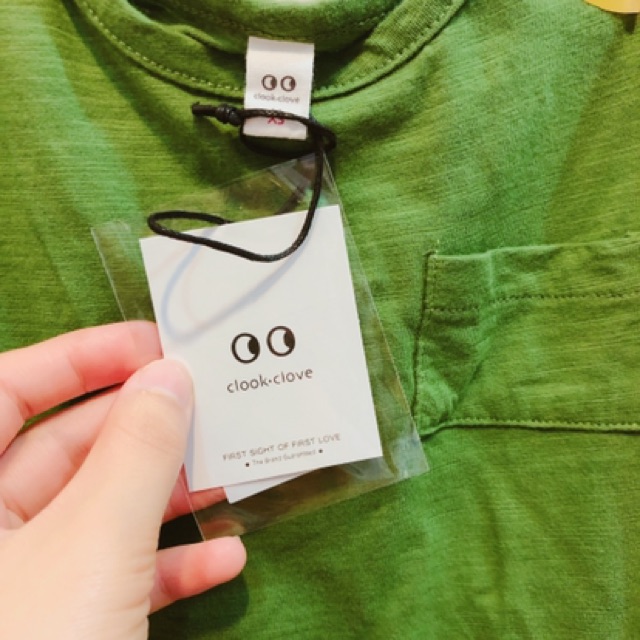 clook·clove
XS
clook·clove
FIRST SIGHT OF FIRST LOVE
• The Brand Guaranteed •